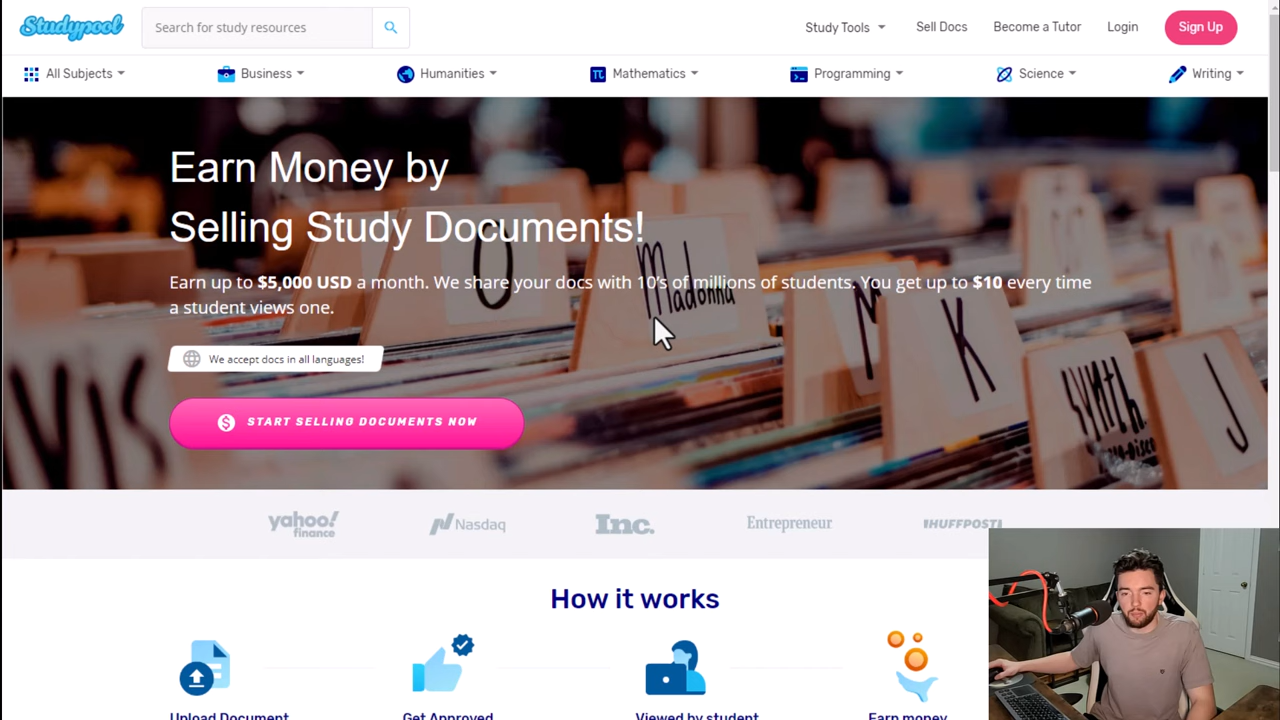 Studypool
Search for study resources
Study Tools
Sell Docs
Become a Tutor
Login
Sign Up
All Subjects
Business
Humanities
Mathematics
Programming
Science
Writing
Earn Money by
Selling Study Documents!
Earn up to $5,000 USD a month. We share your docs with 10's of millions of students. You get up to $10 every time
a student views one.
We accept docs in all languages!
$ START SELLING DOCUMENTS NOW
O
Madonna
K
J
yahoo!
finance
Nasdaq
Inc.
Entrepreneur
HUFFPOST
How it works
Upload Document
Get Approved
Viewed by student
Earn money